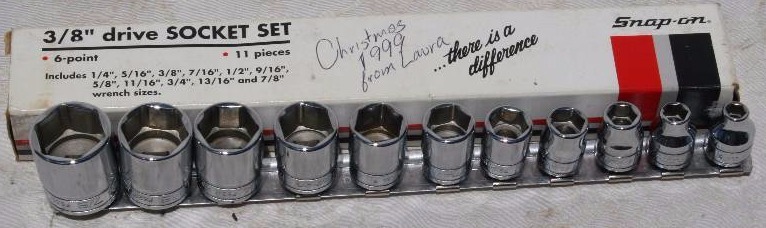 3/8" drive SOCKET SET
• 6-point • 11 pieces
Includes 1/4", 5/16", 3/8", 7/16", 1/2", 9/16",
5/8", 11/16", 3/4", 13/16" and 7/8"
wrench sizes.
Christmas
1999
from Laura
...there is a
difference
Snap-on